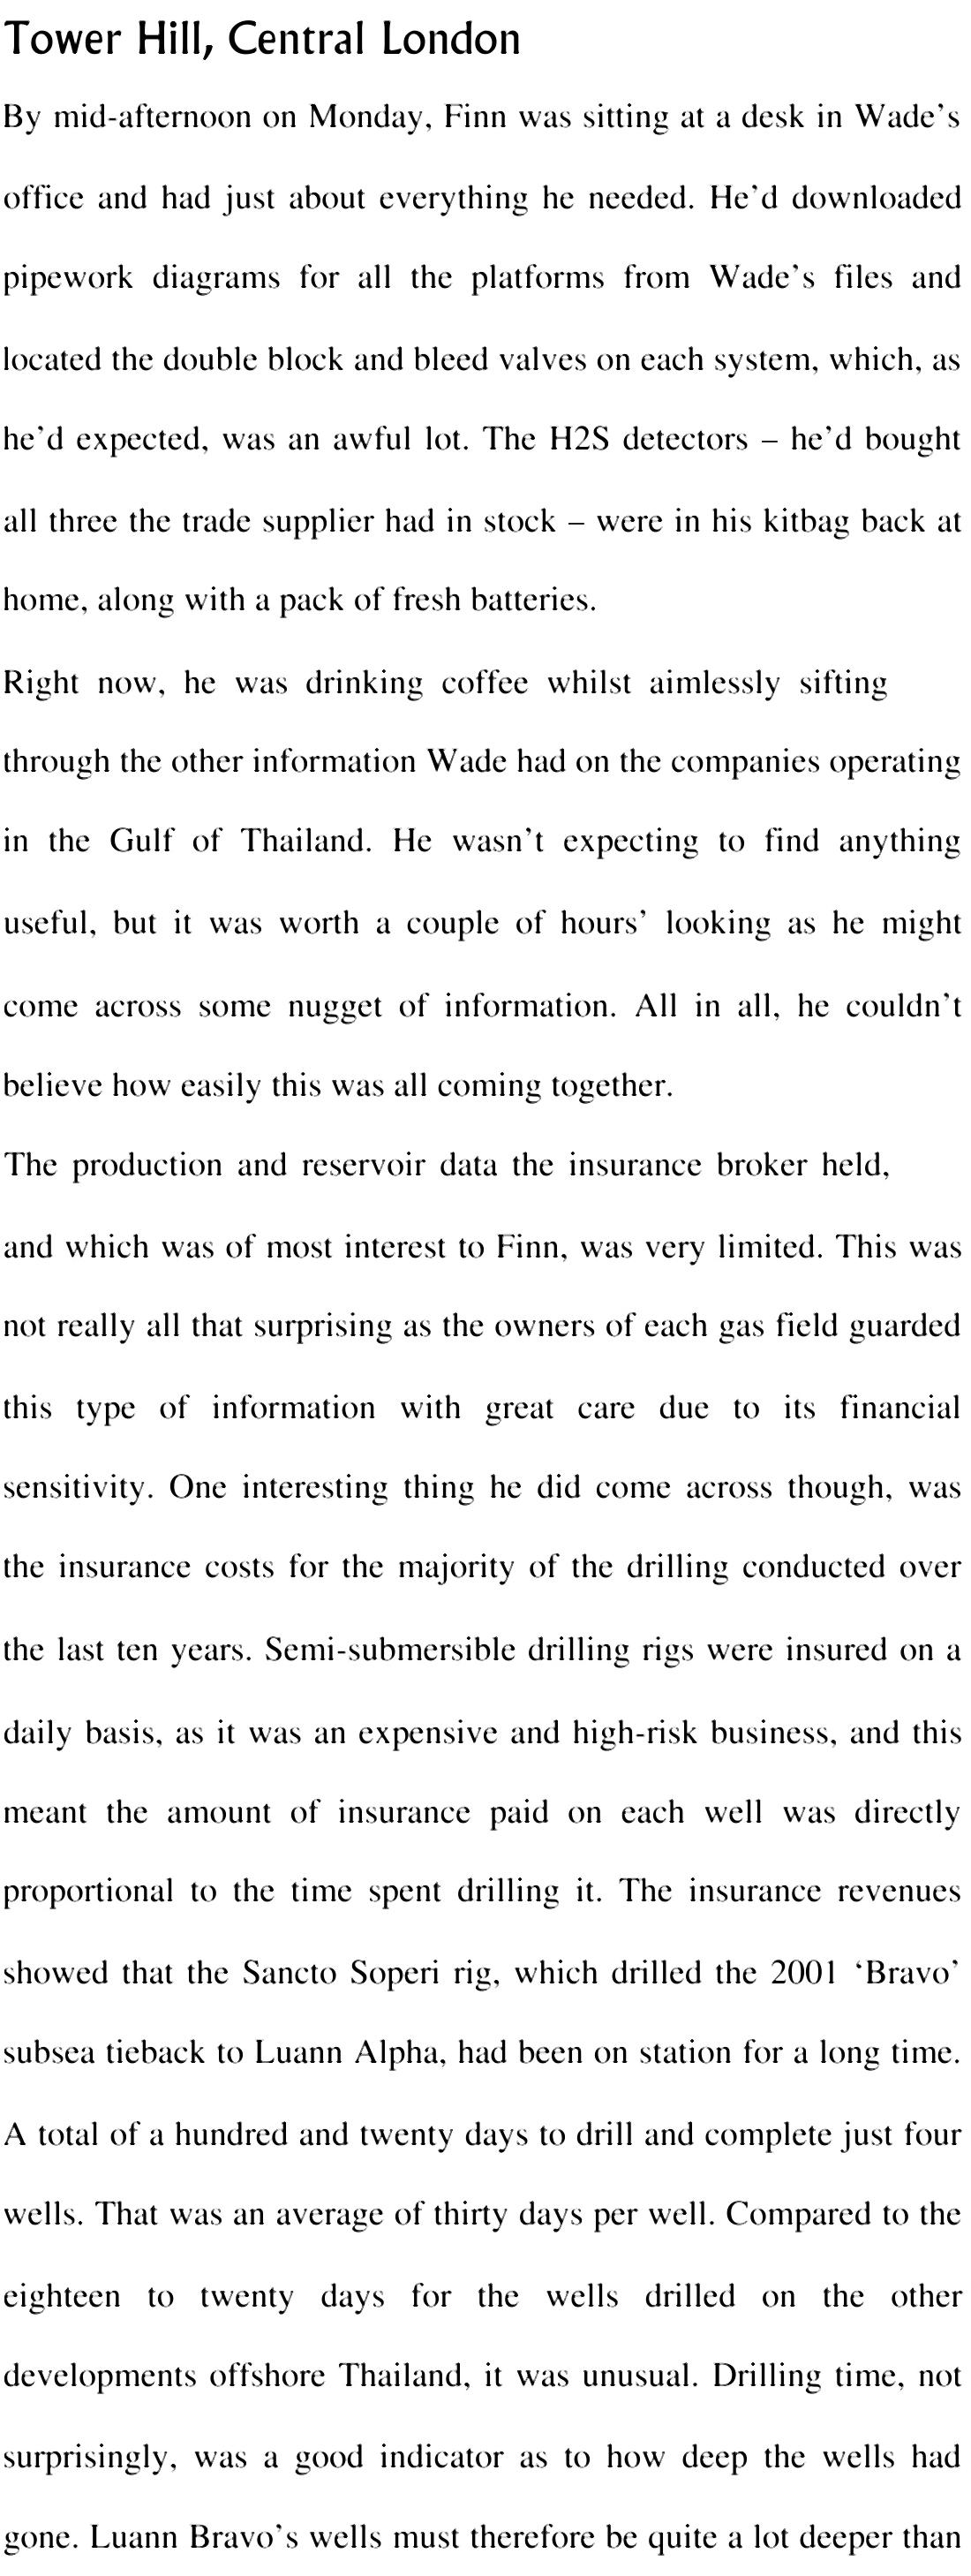 Tower Hill, Central London
By mid-afternoon on Monday, Finn was sitting at a desk in Wade’s
office and had just about everything he needed. He’d downloaded
pipework diagrams for all the platforms from Wade’s files and
located the double block and bleed valves on each system, which, as
he’d expected, was an awful lot. The H2S detectors – he’d bought
all three the trade supplier had in stock – were in his kitbag back at
home, along with a pack of fresh batteries.
Right now, he was drinking coffee whilst aimlessly sifting
through the other information Wade had on the companies operating
in the Gulf of Thailand. He wasn’t expecting to find anything
useful, but it was worth a couple of hours’ looking as he might
come across some nugget of information. All in all, he couldn’t
believe how easily this was all coming together.
The production and reservoir data the insurance broker held,
and which was of most interest to Finn, was very limited. This was
not really all that surprising as the owners of each gas field guarded
this type of information with great care due to its financial
sensitivity. One interesting thing he did come across though, was
the insurance costs for the majority of the drilling conducted over
the last ten years. Semi-submersible drilling rigs were insured on a
daily basis, as it was an expensive and high-risk business, and this
meant the amount of insurance paid on each well was directly
proportional to the time spent drilling it. The insurance revenues
showed that the Sancto Soperi rig, which drilled the 2001 ‘Bravo’
subsea tieback to Luann Alpha, had been on station for a long time.
A total of a hundred and twenty days to drill and complete just four
wells. That was an average of thirty days per well. Compared to the
eighteen to twenty days for the wells drilled on the other
developments offshore Thailand, it was unusual. Drilling time, not
surprisingly, was a good indicator as to how deep the wells had
gone. Luann Bravo’s wells must therefore be quite a lot deeper than